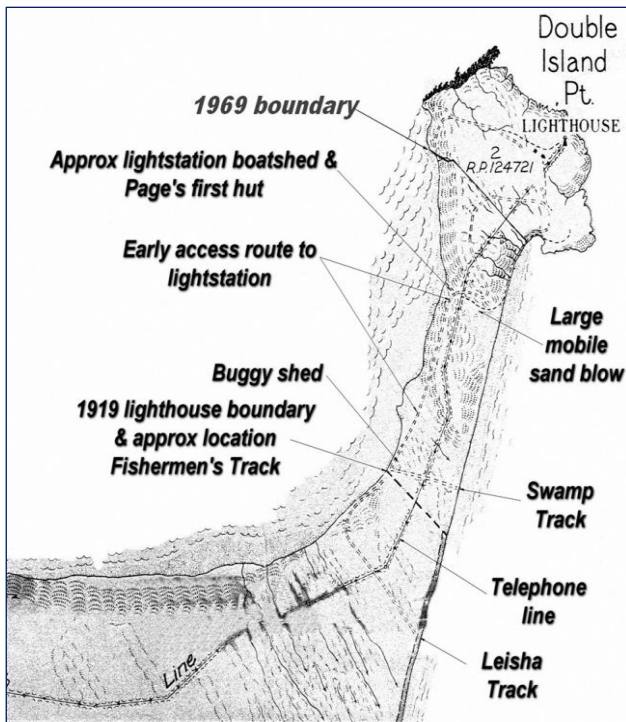 Double
Island
Pt.
LIGHTHOUSE
1969 boundary
2
R.P.124721
Approx lightstation boatshed &
Page's first hut
Early access route to
lightstation
Large
mobile
sand blow
Buggy shed
1919 lighthouse boundary
& approx location
Fishermen's Track
Swamp
Track
Telephone
line
Line
Leisha
Track